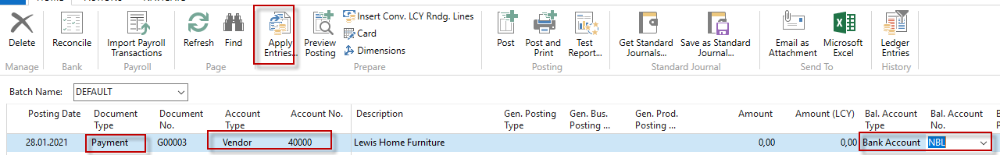 HOME ACTIONS NAVIGATE
Delete Reconcile Import Payroll Transactions Refresh Find Apply Entries... Preview Posting Insert Conv. LCY Rndg. Lines
Card
Dimensions
Post Post and Print Test Report... Get Standard Journals... Save as Standard Journal... Email as Attachment Microsoft Excel Ledger Entries
Manage Bank Payroll Page Prepare Posting Standard Journal Send To History
Batch Name: DEFAULT
Posting Date Document Type Document No. Account Type Account No. Description Gen. Posting Type Gen. Bus. Posting ... Gen. Prod. Posting ... Amount Amount (LCY) Bal. Account Type Bal. Account No.
28.01.2021 Payment G00003 Vendor 40000 Lewis Home Furniture 0,00 0,00 Bank Account NBL